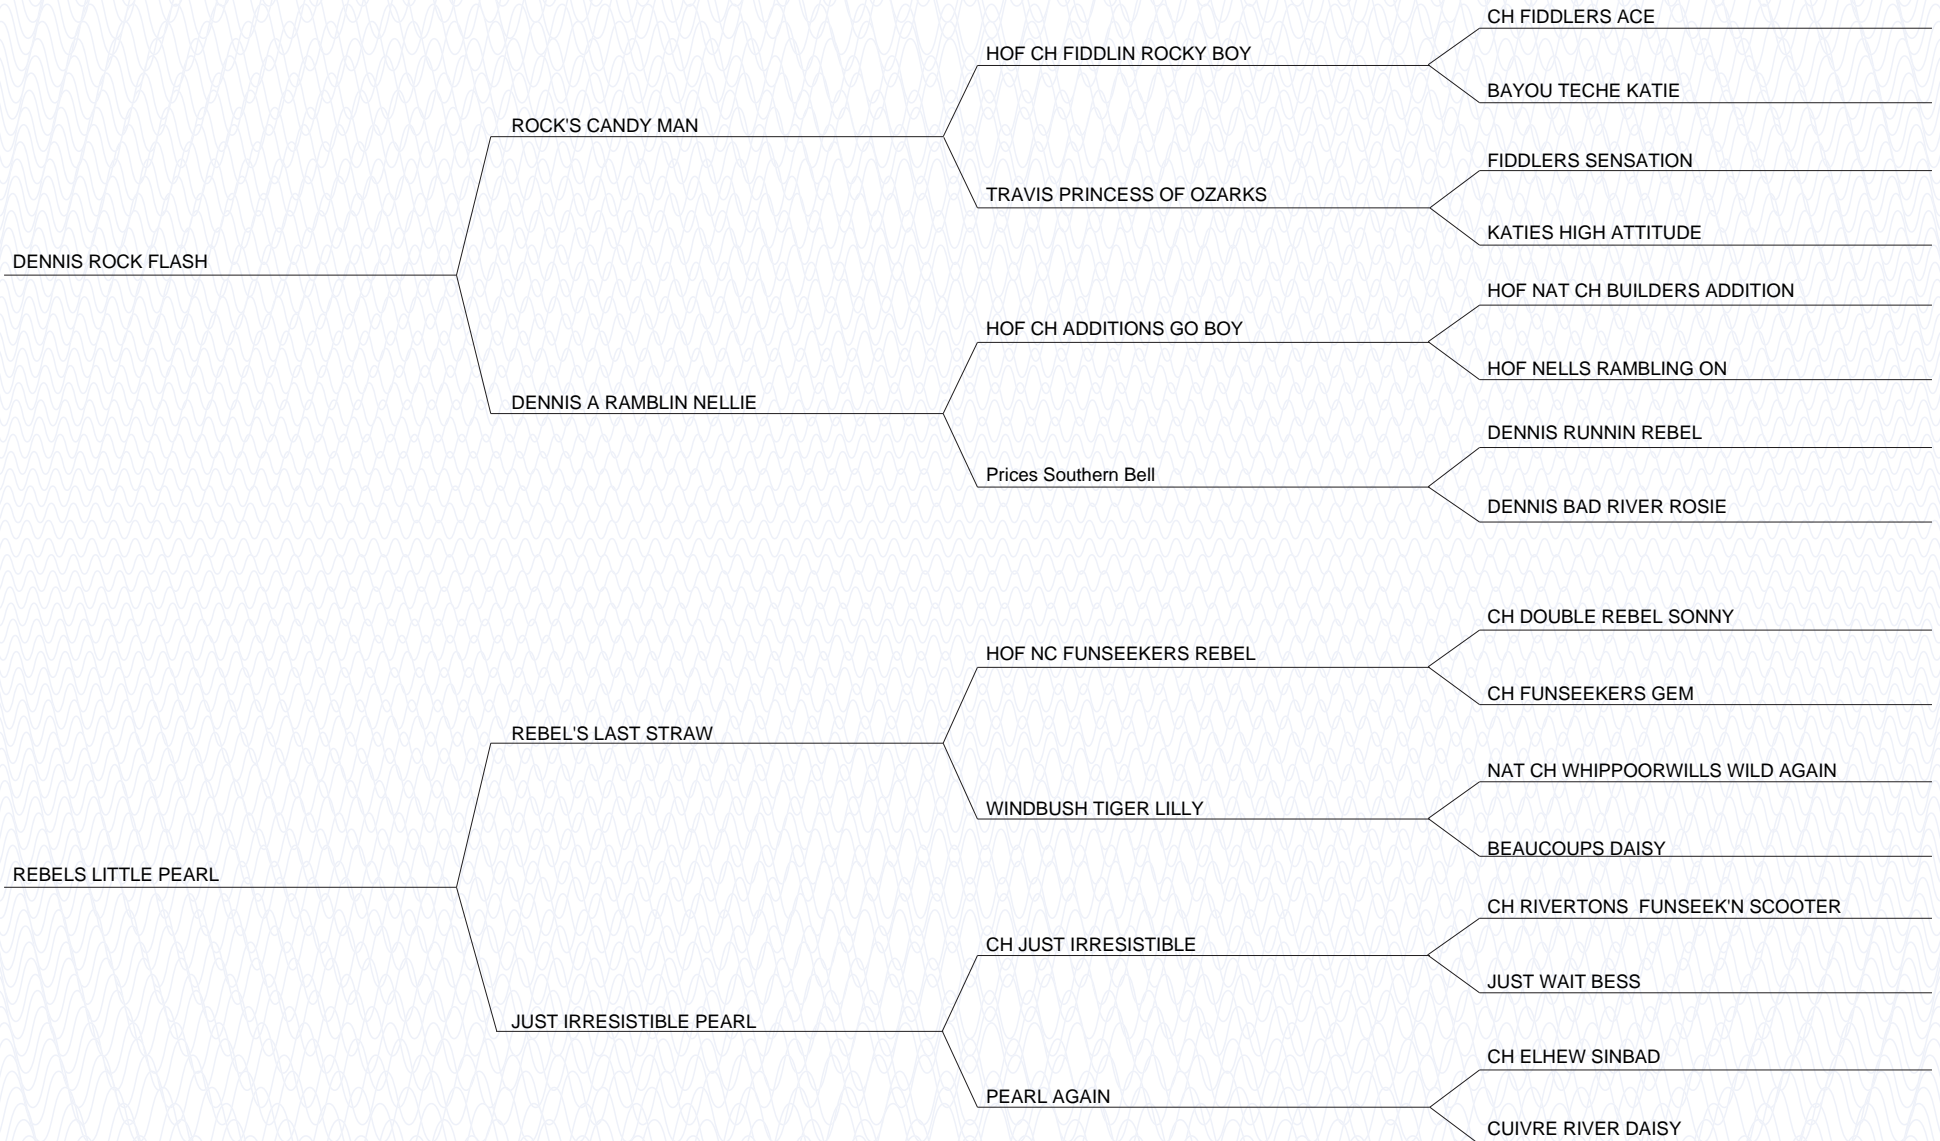 CH FIDDLERS ACE
HOF CH FIDDLIN ROCKY BOY
BAYOU TECHE KATIE
ROCK'S CANDY MAN
FIDDLERS SENSATION
TRAVIS PRINCESS OF OZARKS
KATIES HIGH ATTITUDE
DENNIS ROCK FLASH
HOF NAT CH BUILDERS ADDITION
HOF CH ADDITIONS GO BOY
HOF NELLS RAMBLING ON
DENNIS A RAMBLIN NELLIE
DENNIS RUNNIN REBEL
Prices Southern Bell
DENNIS BAD RIVER ROSIE
CH DOUBLE REBEL SONNY
HOF NC FUNSEEKERS REBEL
CH FUNSEEKERS GEM
REBEL'S LAST STRAW
NAT CH WHIPPOORWILLS WILD AGAIN
WINDBUSH TIGER LILLY
BEAUCOUPS DAISY
REBELS LITTLE PEARL
CH RIVERTONS  FUNSEEK'N SCOOTER
CH JUST IRRESISTIBLE
JUST WAIT BESS
JUST IRRESISTIBLE PEARL
CH ELHEW SINBAD
PEARL AGAIN
CUIVRE RIVER DAISY